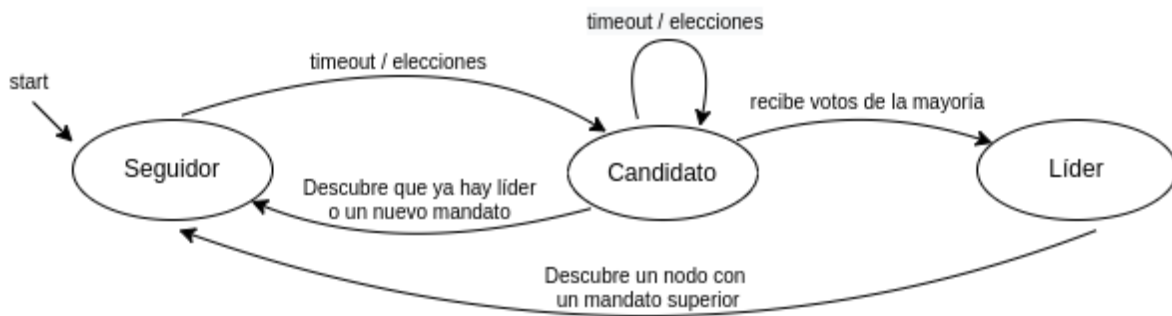 timeout / elecciones
timeout / elecciones
start
recibe votos de la mayoría
Seguidor
Candidato
Líder
Descubre que ya hay líder
o un nuevo mandato
Descubre un nodo con
un mandato superior